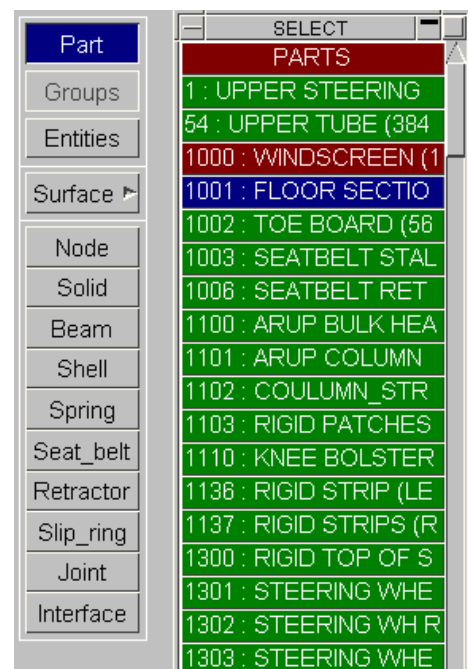 Part
Groups
Entities
Surface
Node
Solid
Beam
Shell
Spring
Seat_belt
Retractor
Slip_ring
Joint
Interface
SELECT
PARTS
1 : UPPER STEERING
54 : UPPER TUBE (384
1000 : WINDSCREEN (1
1001 : FLOOR SECTIO
1002 : TOE BOARD (56
1003 : SEATBELT STAL
1006 : SEATBELT RET
1100 : ARUP BULK HEA
1101 : ARUP COLUMN
1102 : COULUMN_STR
1103 : RIGID PATCHES
1110 : KNEE BOLSTER
1136 : RIGID STRIP (LE
1137 : RIGID STRIPS (R
1300 : RIGID TOP OF S
1301 : STEERING WHE
1302 : STEERING WH R
1303 : STEERING WHE